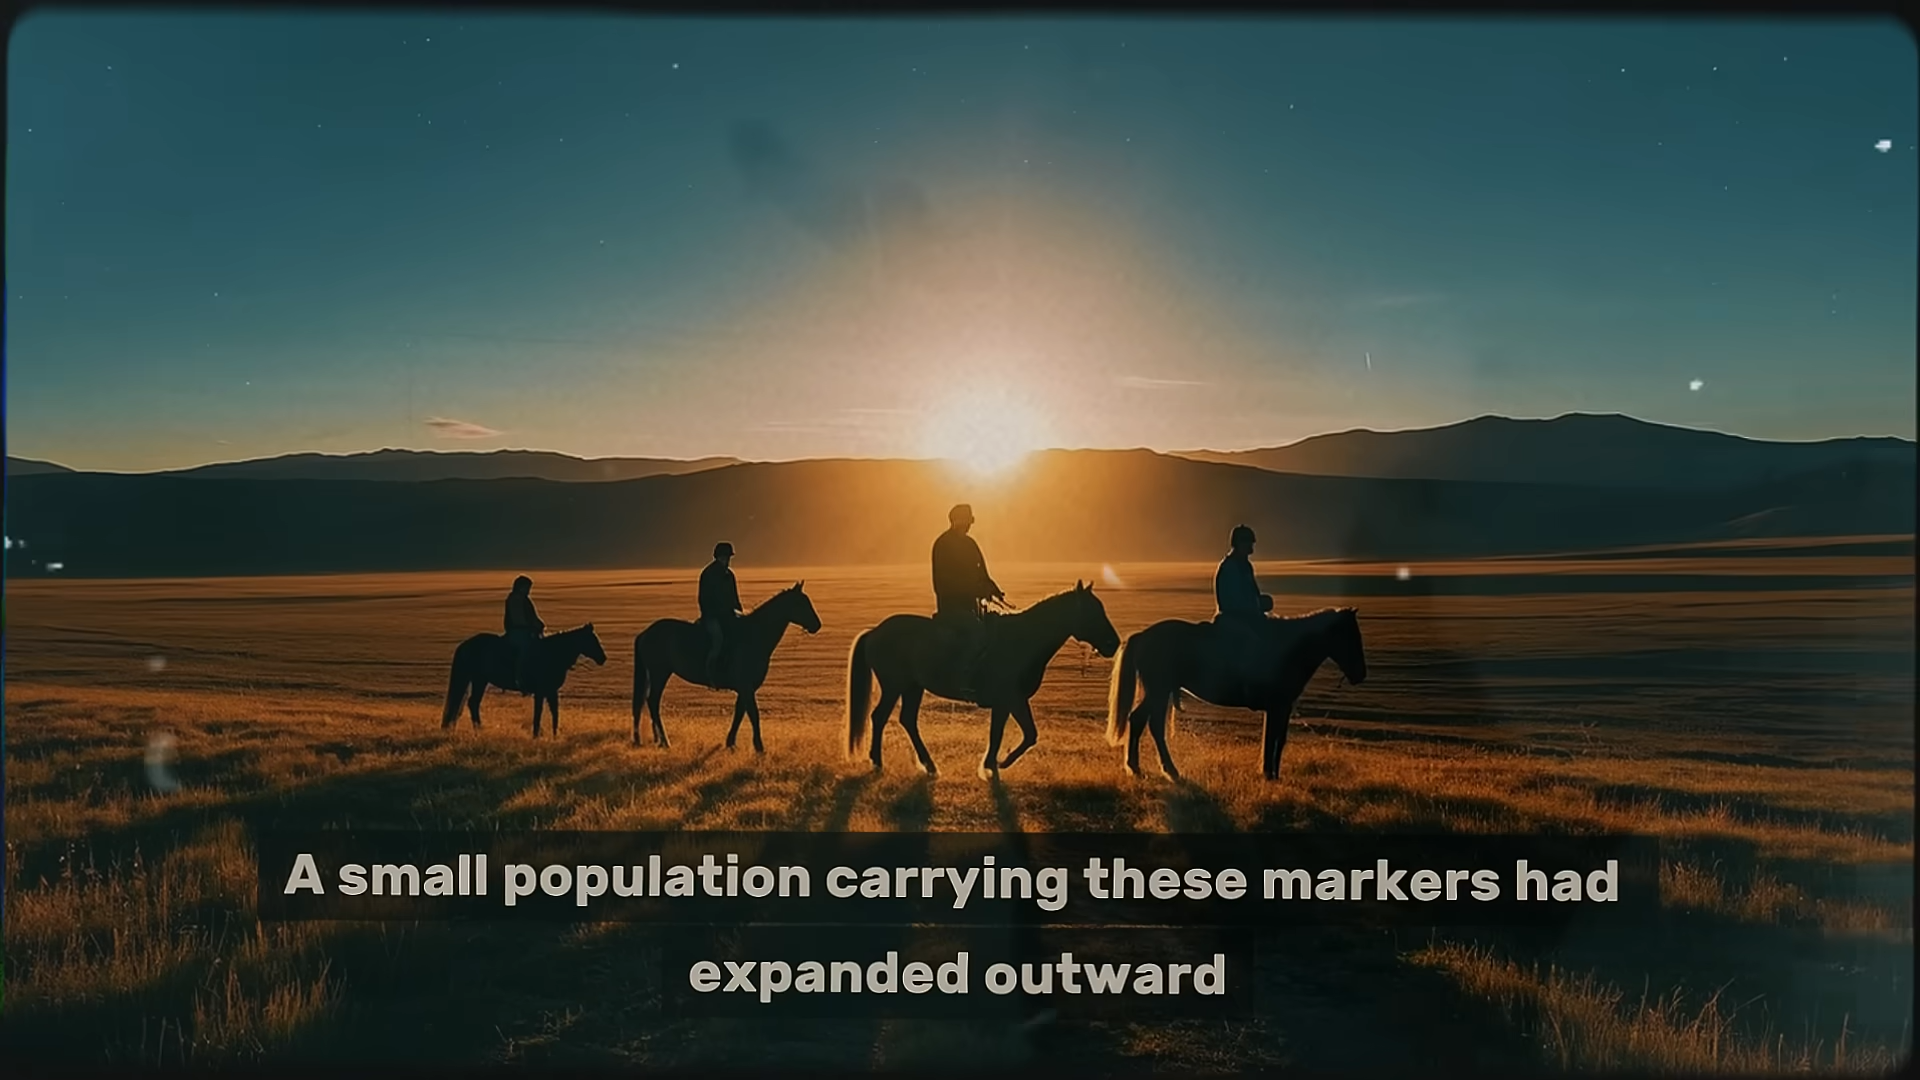 A small population carrying these markers had
expanded outward